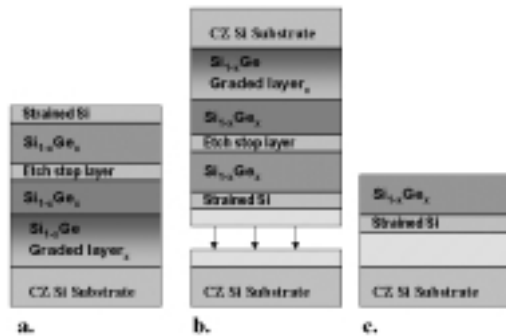 Strained Si
Si₁₋ₓGeₓ
Etch stop layer
Si₁₋ₓGeₓ
Si₁₋ₓGe
Graded layerₓ
CZ Si Substrate
a.
CZ Si Substrate
Si₁₋ₓGe
Graded layerₓ
Si₁₋ₓGeₓ
Etch stop layer
Si₁₋ₓGeₓ
Strained Si
CZ Si Substrate
b.
Si₁₋ₓGeₓ
Strained Si
CZ Si Substrate
c.